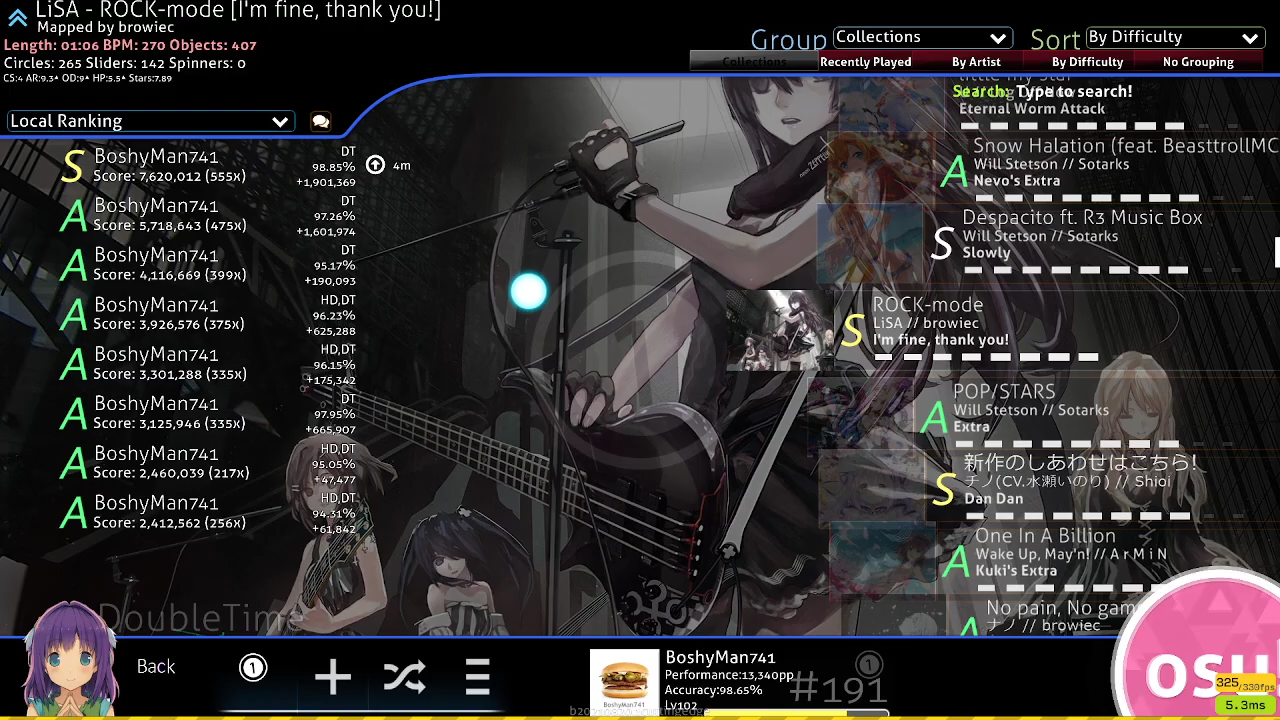 LiSA - ROCK-mode [I'm fine, thank you!]
Mapped by browiec
Length: 01:06 BPM: 270 Objects: 407
Circles: 265 Sliders: 142 Spinners: 0
CS:4 AR:9.3 OD:9 HP:5.5 Stars:7.89
Group Collections Sort By Difficulty
Collections Recently Played By Artist By Difficulty No Grouping
Local Ranking
Search: Type to search!
S BoshyMan741 DT
Score: 7,620,012 (555x) 98.85%
+1,901,369
4m
A BoshyMan741 DT
Score: 5,718,643 (475x) 97.26%
+1,601,974
A BoshyMan741 DT
Score: 4,116,669 (399x) 95.17%
+190,093
A BoshyMan741 HD,DT
Score: 3,926,576 (375x) 96.23%
+625,288
A BoshyMan741 HD,DT
Score: 3,301,288 (335x) 96.15%
+175,342
A BoshyMan741 DT
Score: 3,125,946 (335x) 97.95%
+665,907
A BoshyMan741 HD,DT
Score: 2,460,039 (217x) 95.05%
+47,477
A BoshyMan741 HD,DT
Score: 2,412,562 (256x) 94.31%
+61,842
Eternal Worm Attack
A Snow Halation (feat. BeasttrollMC
Will Stetson // Sotarks
Nevo's Extra
S Despacito ft. R3 Music Box
Will Stetson // Sotarks
Slowly
S ROCK-mode
LiSA // browiec
I'm fine, thank you!
A POP/STARS
Will Stetson // Sotarks
Extra
S 新作のしあわせはこちら!
チノ(CV.水瀬いのり) // Shioi
Dan Dan
A One In A Billion
Wake Up, May'n! // A r M i N
Kuki's Extra
A No pain, No gam
ナノ // browiec
DoubleTime
Back
1
BoshyMan741
BoshyMan741
Performance:13,340pp
Accuracy:98.65%
Lv102
1
#191
OSU
325/330fps
5.3ms